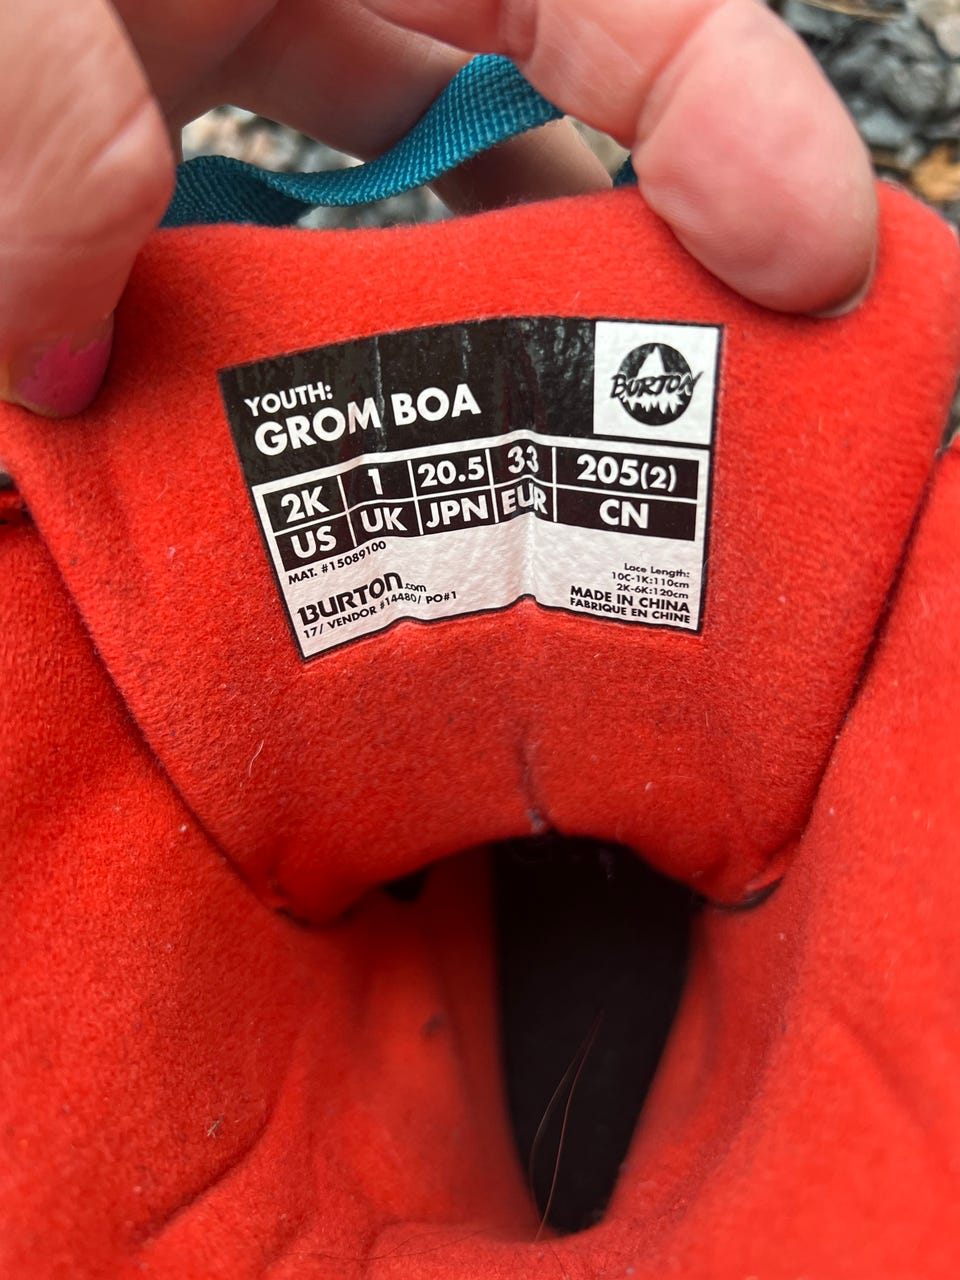 YOUTH:
GROM BOA
BURTON
2K 1 20.5 33 205(2)
US UK JPN EUR CN
MAT. #15089100
BURTON.com
17/ VENDOR #14480/ PO#1
Lace Length:
10C-1K:110cm
2K-6K:120cm
MADE IN CHINA
FABRIQUE EN CHINE